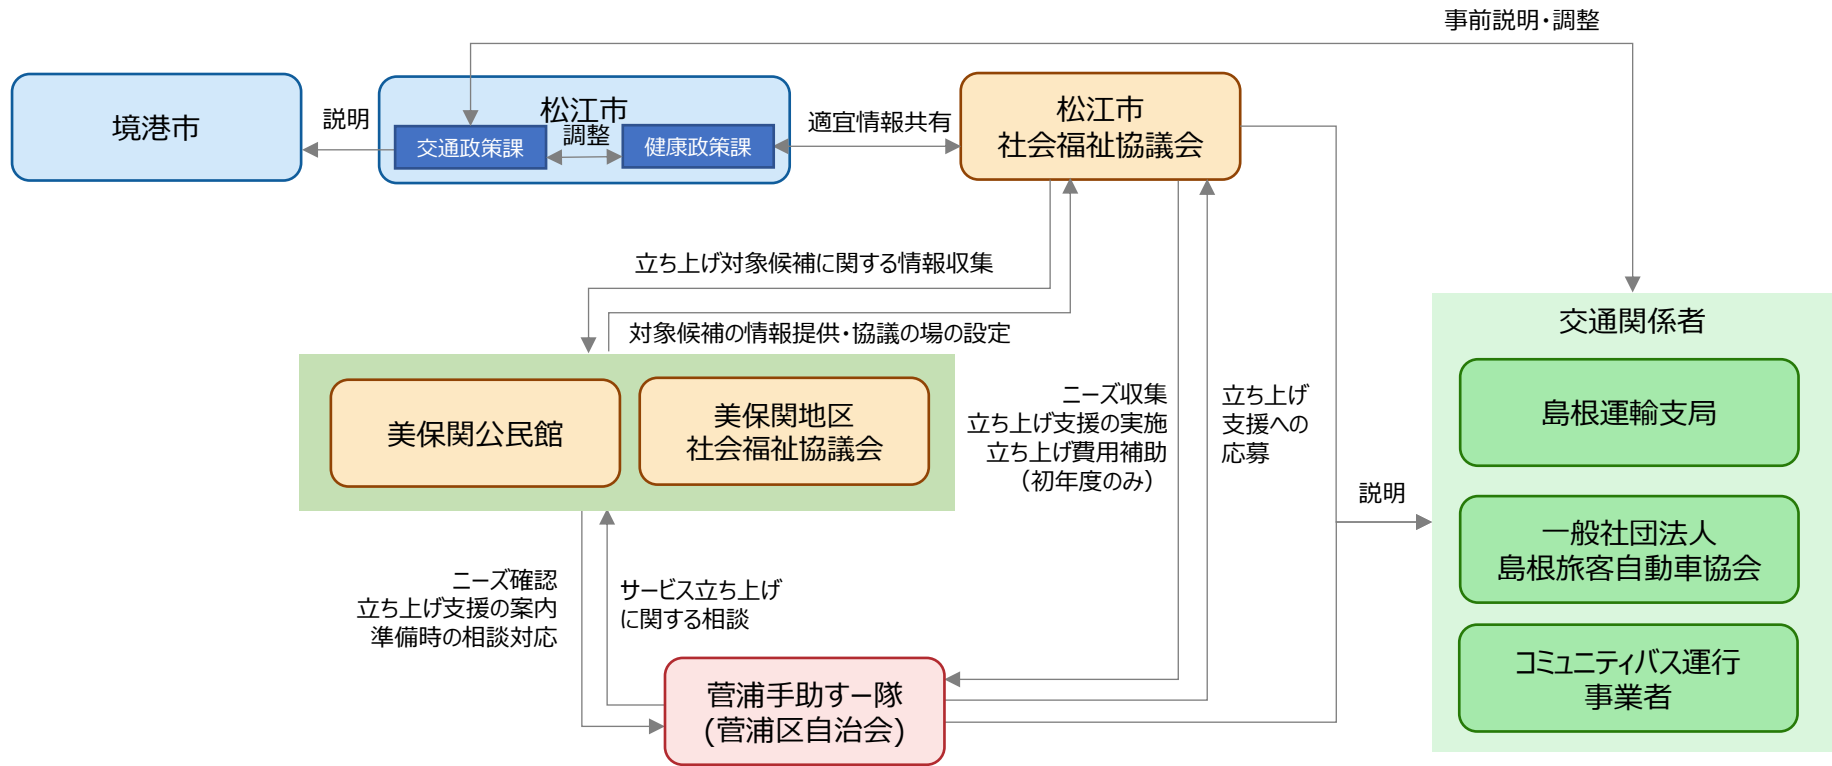 事前説明・調整
境港市
説明
松江市
交通政策課
調整
健康政策課
適宜情報共有
松江市
社会福祉協議会
立ち上げ対象候補に関する情報収集
対象候補の情報提供・協議の場の設定
美保関公民館
美保関地区
社会福祉協議会
ニーズ収集
立ち上げ支援の実施
立ち上げ費用補助
（初年度のみ）
立ち上げ
支援への
応募
説明
交通関係者
島根運輸支局
一般社団法人
島根旅客自動車協会
コミュニティバス運行
事業者
ニーズ確認
立ち上げ支援の案内
準備時の相談対応
サービス立ち上げ
に関する相談
菅浦手助すー隊
(菅浦区自治会)